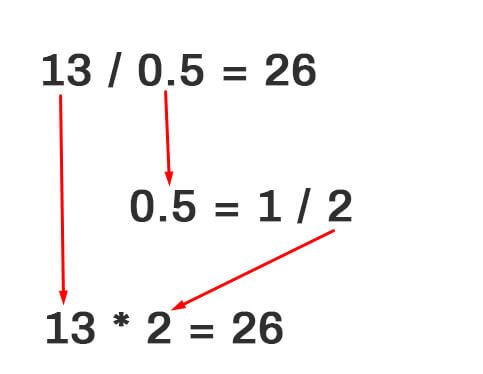 13 / 0.5 = 26
0.5 = 1 / 2
13 * 2 = 26